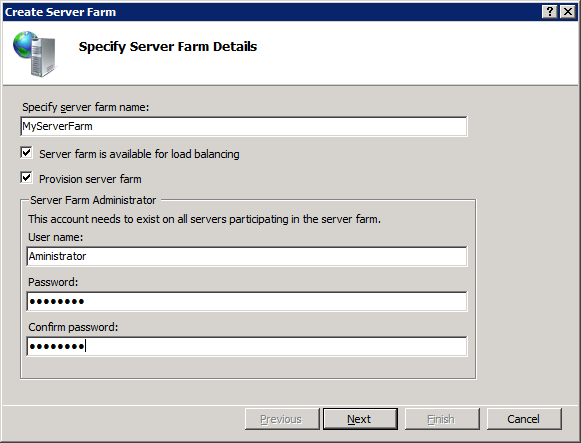 Create Server Farm
Specify Server Farm Details
Specify server farm name:
MyServerFarm
Server farm is available for load balancing
Provision server farm
Server Farm Administrator
This account needs to exist on all servers participating in the server farm.
User name:
Aministrator
Password:
●●●●●●●●
Confirm password:
●●●●●●●●
Previous Next Finish Cancel